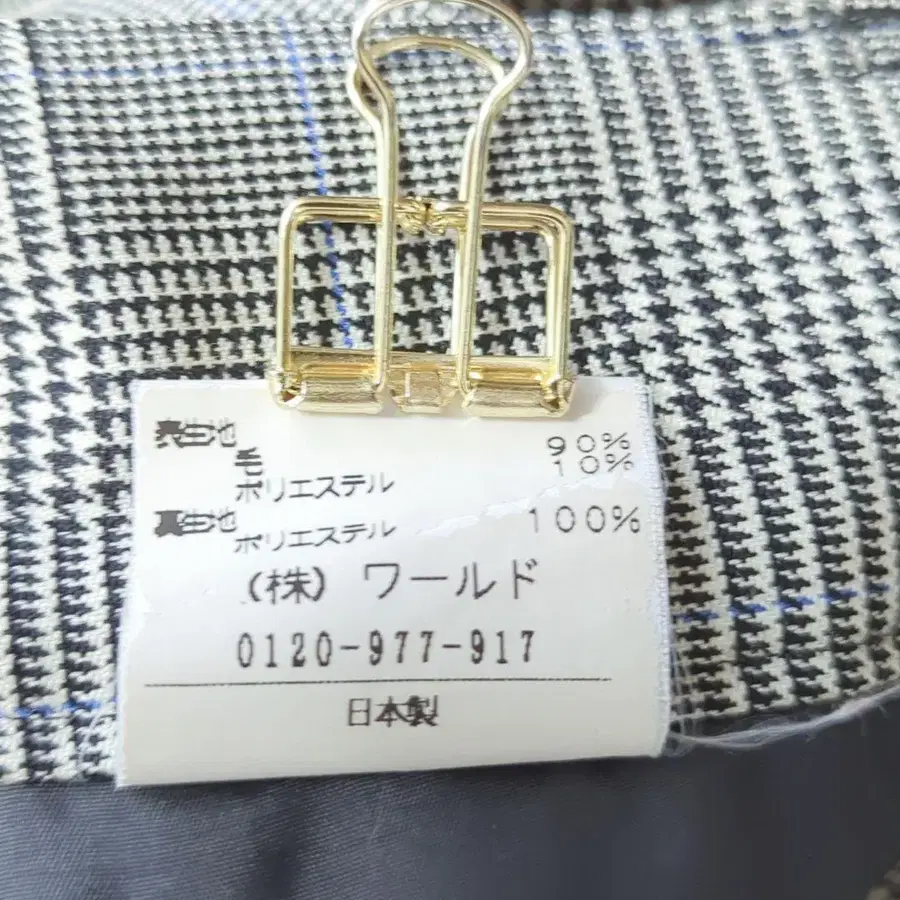 表生地
毛 90%
ポリエステル 10%
裏生地
ポリエステル 100%
(株) ワールド
0120-977-917
日本製